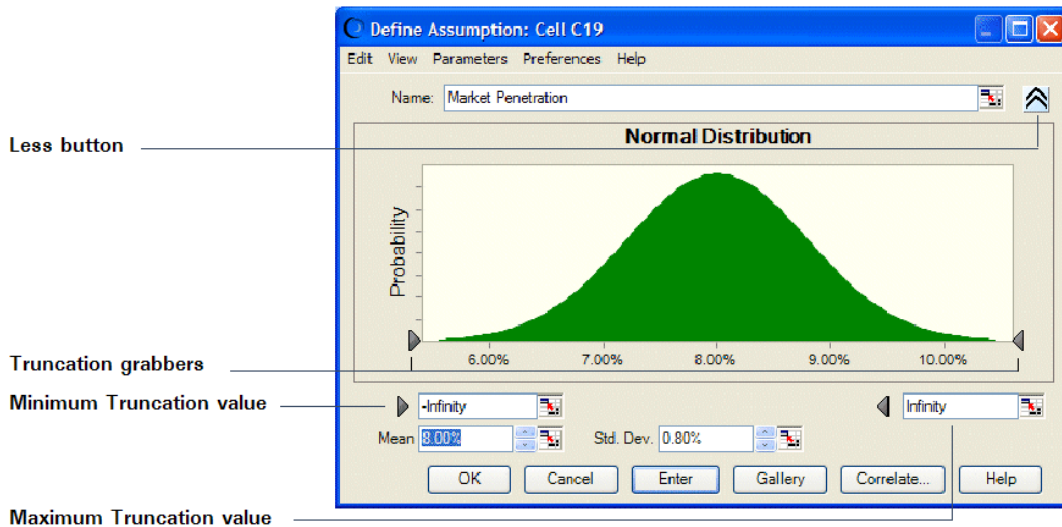 Define Assumption: Cell C19
Edit View Parameters Preferences Help
Name: Market Penetration
Less button
Normal Distribution
Probability
6.00% 7.00% 8.00% 9.00% 10.00%
Truncation grabbers
Minimum Truncation value
-Infinity
Infinity
Mean 8.00% Std. Dev. 0.80%
OK Cancel Enter Gallery Correlate... Help
Maximum Truncation value